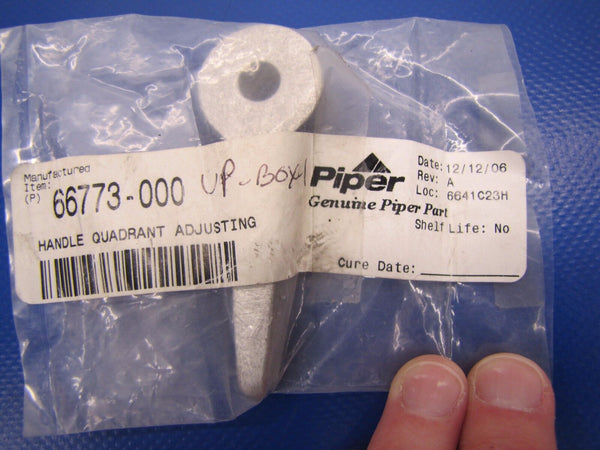 Manufactured
Item:
(P) 66773-000
UP-BOX-1
HANDLE QUADRANT ADJUSTING
Piper
Genuine Piper Part
Date: 12/12/06
Rev: A
Loc: 6641C23H
Shelf Life: No
Cure Date: